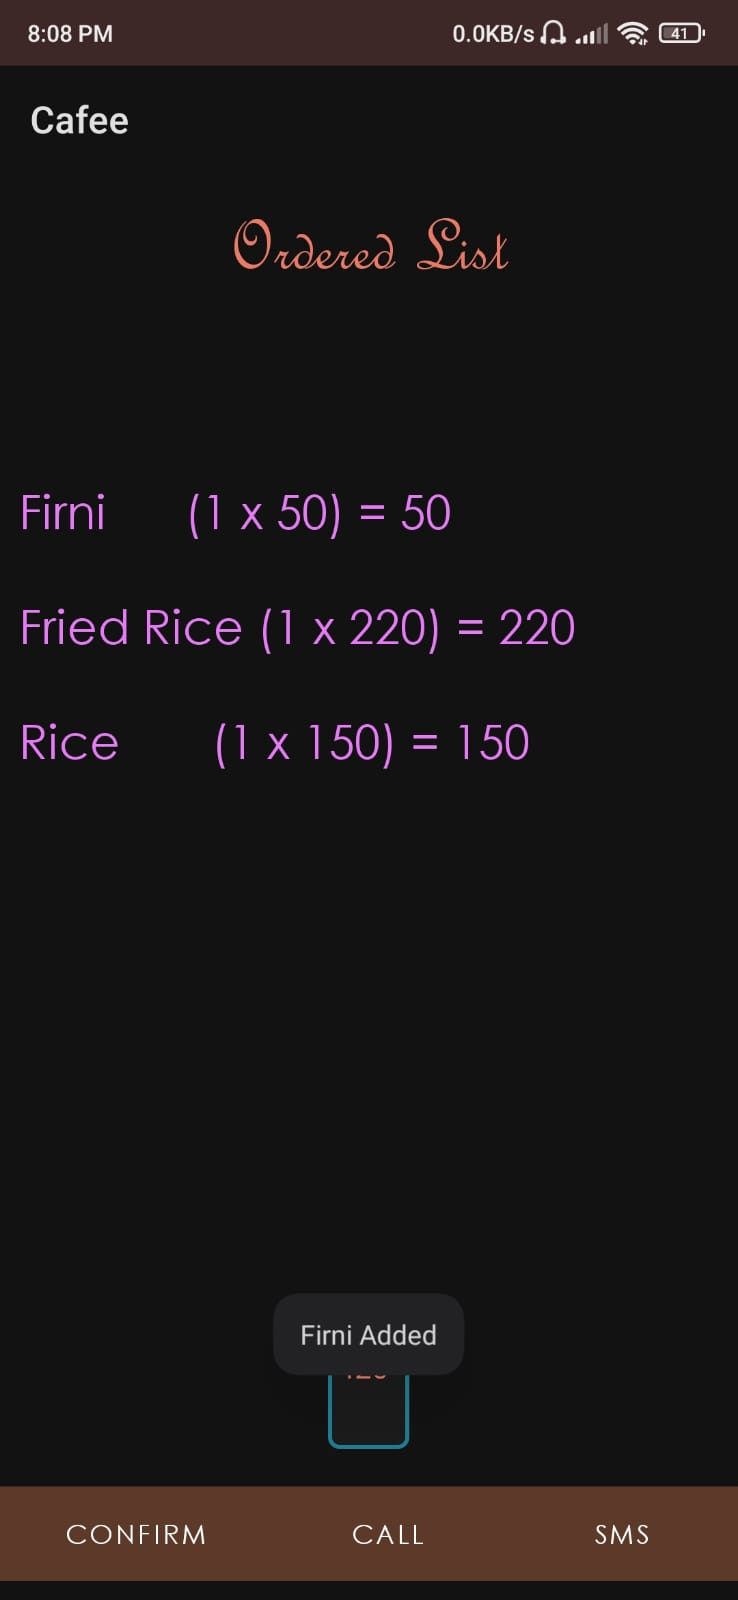 8:08 PM 0.0KB/s 41
Cafee
Ordered List
Firni (1 x 50) = 50
Fried Rice (1 x 220) = 220
Rice (1 x 150) = 150
Firni Added
CONFIRM CALL SMS